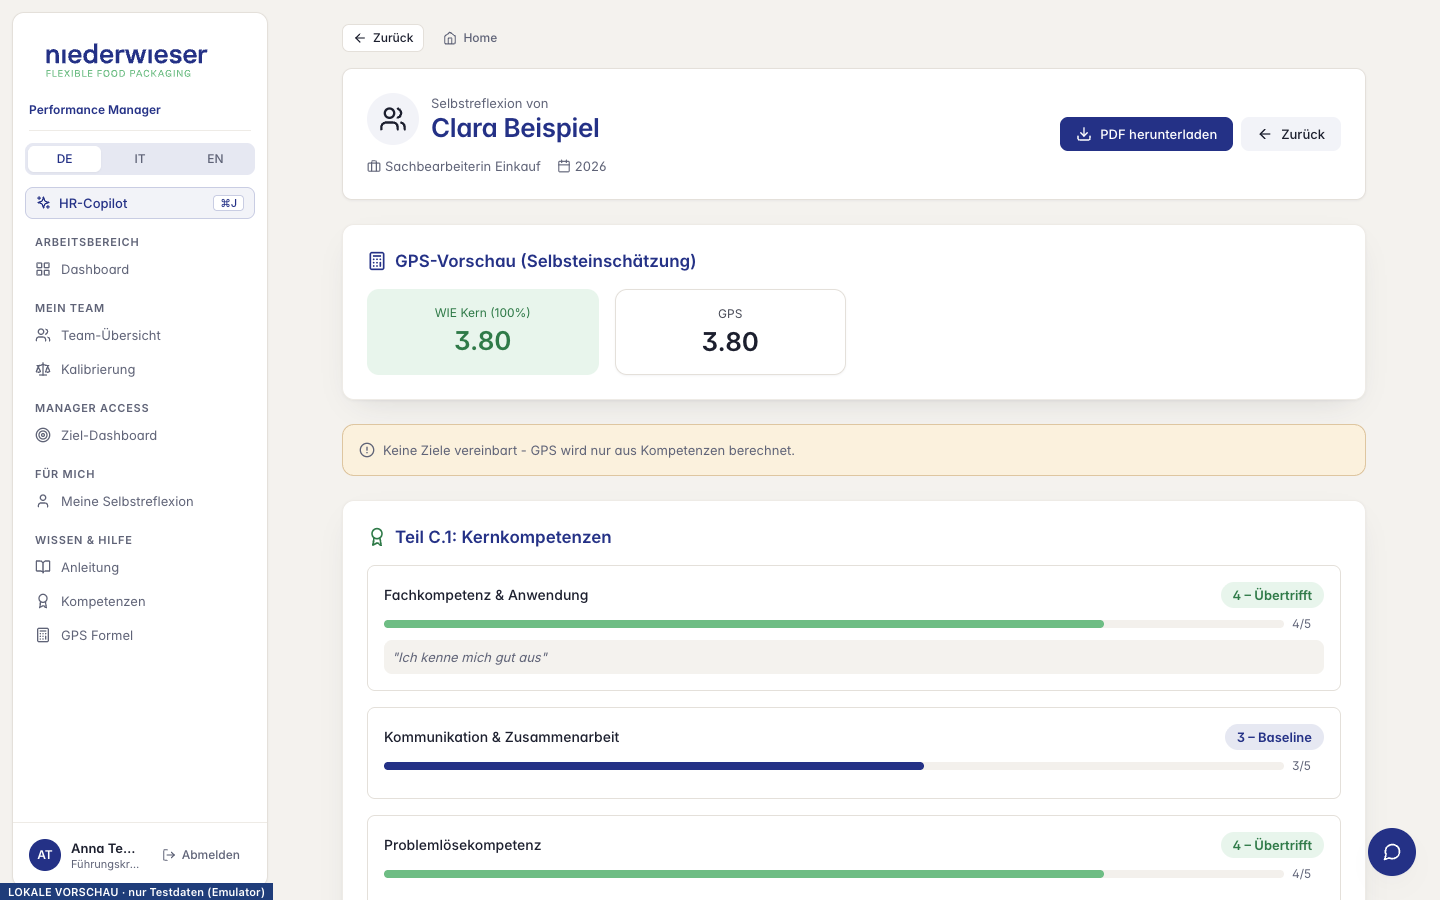 niederwieser
FLEXIBLE FOOD PACKAGING
Performance Manager
DE
IT
EN
HR-Copilot
⌘J
ARBEITSBEREICH
Dashboard
MEIN TEAM
Team-Übersicht
Kalibrierung
MANAGER ACCESS
Ziel-Dashboard
FÜR MICH
Meine Selbstreflexion
WISSEN & HILFE
Anleitung
Kompetenzen
GPS Formel
AT
Anna Te...
Führungskr...
Abmelden
LOKALE VORSCHAU · nur Testdaten (Emulator)
Zurück
Home
Selbstreflexion von
Clara Beispiel
Sachbearbeiterin Einkauf
2026
PDF herunterladen
Zurück
GPS-Vorschau (Selbsteinschätzung)
WIE Kern (100%)
3.80
GPS
3.80
Keine Ziele vereinbart - GPS wird nur aus Kompetenzen berechnet.
Teil C.1: Kernkompetenzen
Fachkompetenz & Anwendung
4 – Übertrifft
4/5
"Ich kenne mich gut aus"
Kommunikation & Zusammenarbeit
3 – Baseline
3/5
Problemlösekompetenz
4 – Übertrifft
4/5